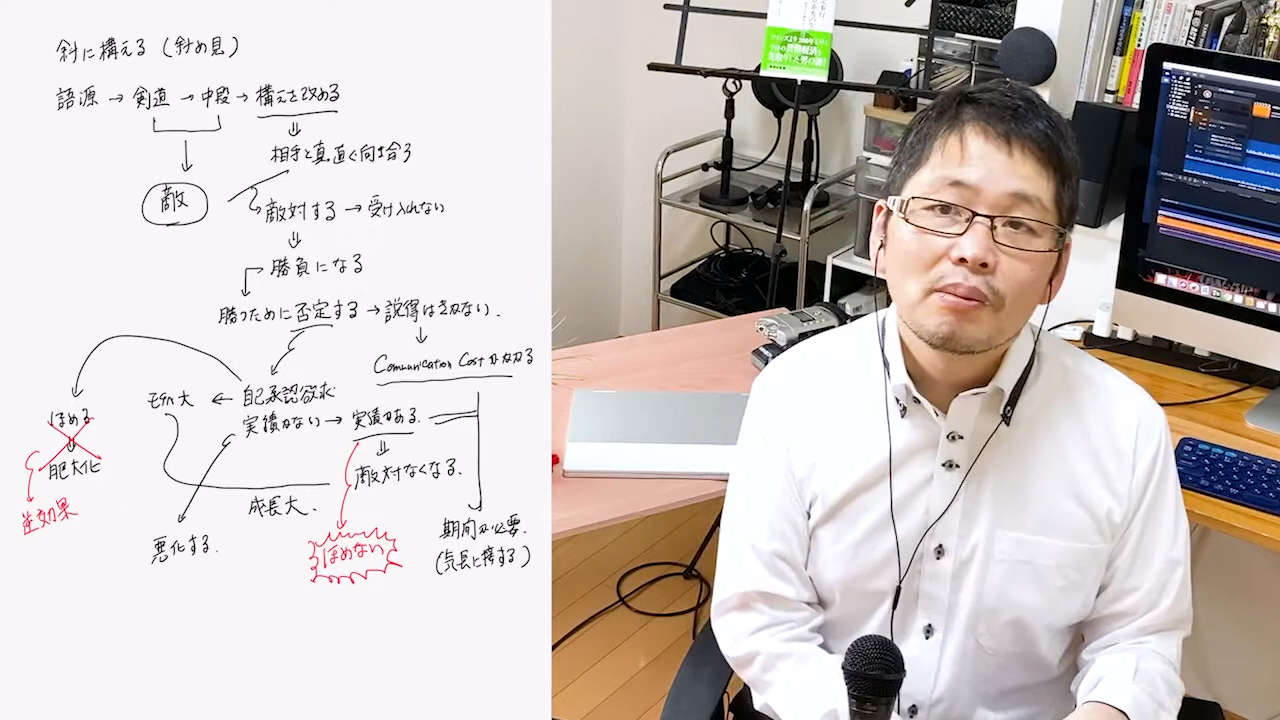 斜に構える (斜め見)
語源 → 剣道 → 中段 → 構えを改める
相手と真直ぐ向き合う
敵
敵対する → 受け入れない
勝負になる
勝つために否定する → 説得はきかない.
Communication Cost がかかる
モチベ大 ← 自己承認欲求
ほめる
実績がない → 実績がある.
肥大化
敵対なくなる.
逆効果
成長大.
悪化する.
ほめない
期間が必要.
(気長に接する)